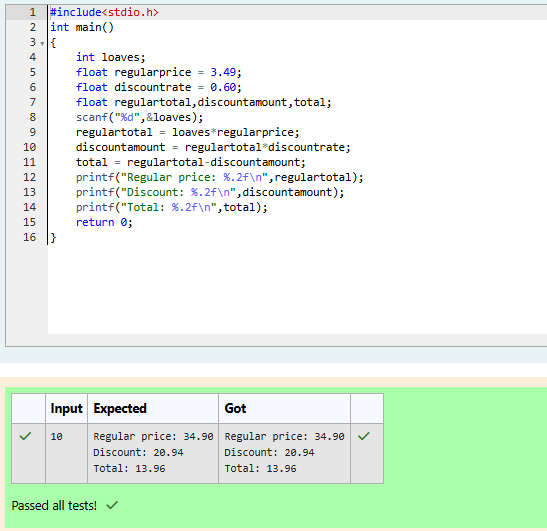 1 #include<stdio.h>
2 int main()
3 {
4 int loaves;
5 float regularprice = 3.49;
6 float discountrate = 0.60;
7 float regulartotal,discountamount,total;
8 scanf("%d",&loaves);
9 regulartotal = loaves*regularprice;
10 discountamount = regulartotal*discountrate;
11 total = regulartotal-discountamount;
12 printf("Regular price: %.2f\n",regulartotal);
13 printf("Discount: %.2f\n",discountamount);
14 printf("Total: %.2f\n",total);
15 return 0;
16 }
Input Expected Got
10 Regular price: 34.90 Regular price: 34.90
Discount: 20.94 Discount: 20.94
Total: 13.96 Total: 13.96
Passed all tests!